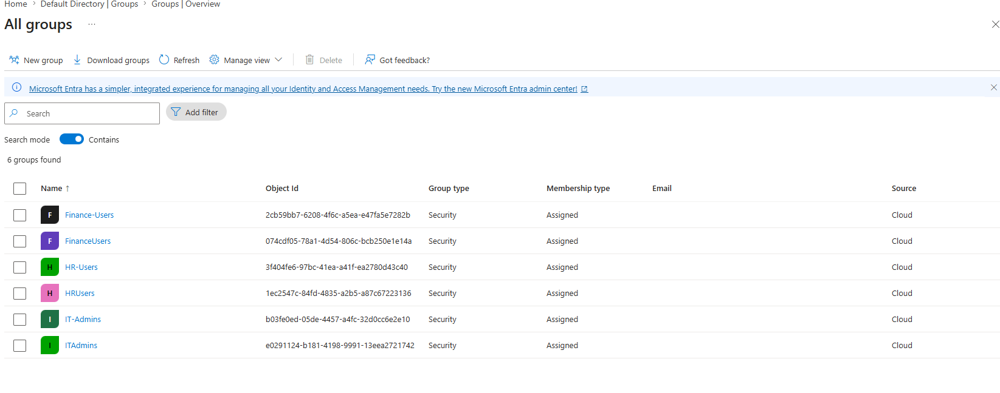 Home > Default Directory | Groups > Groups | Overview
All groups ...
New group Download groups Refresh Manage view Delete Got feedback?
Microsoft Entra has a simpler, integrated experience for managing all your Identity and Access Management needs. Try the new Microsoft Entra admin center!
Search Add filter
Search mode Contains
6 groups found
Name ↑ Object Id Group type Membership type Email Source
F Finance-Users 2cb59bb7-6208-4f6c-a5ea-e47fa5e7282b Security Assigned Cloud
F FinanceUsers 074cdf05-78a1-4d54-806c-bcb250e1e14a Security Assigned Cloud
H HR-Users 3f404fe6-97bc-41ea-a41f-ea2780d43c40 Security Assigned Cloud
H HRUsers 1ec2547c-84fd-4835-a2b5-a87c67223136 Security Assigned Cloud
I IT-Admins b03fe0ed-05de-4457-a4fc-32d0cc6e2e10 Security Assigned Cloud
I ITAdmins e0291124-b181-4198-9991-13eea2721742 Security Assigned Cloud